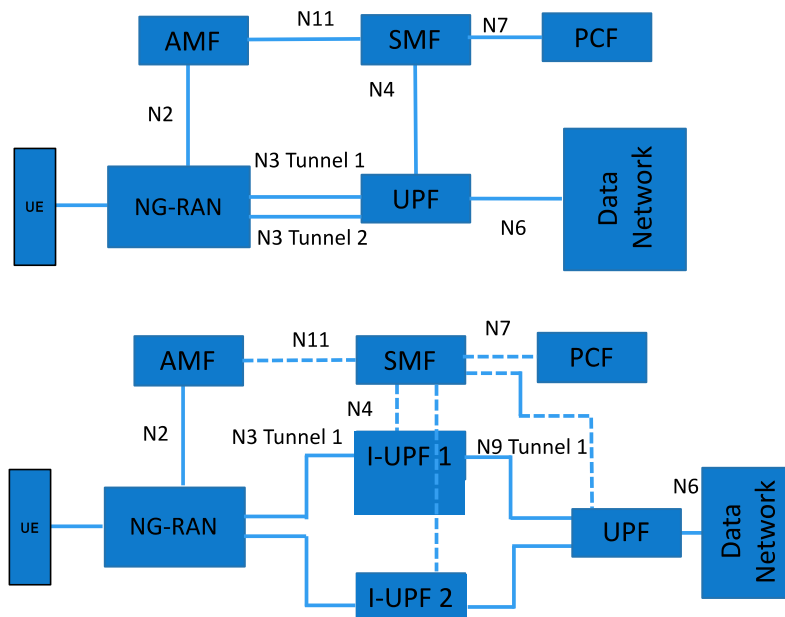 N11
N7
AMF
SMF
PCF
N2
N4
N3 Tunnel 1
UE
NG-RAN
UPF
Data
Network
N3 Tunnel 2
N6
N11
N7
AMF
SMF
PCF
N4
N2
N3 Tunnel 1
I-UPF 1
N9 Tunnel 1
N6
UE
NG-RAN
UPF
Data
Network
I-UPF 2